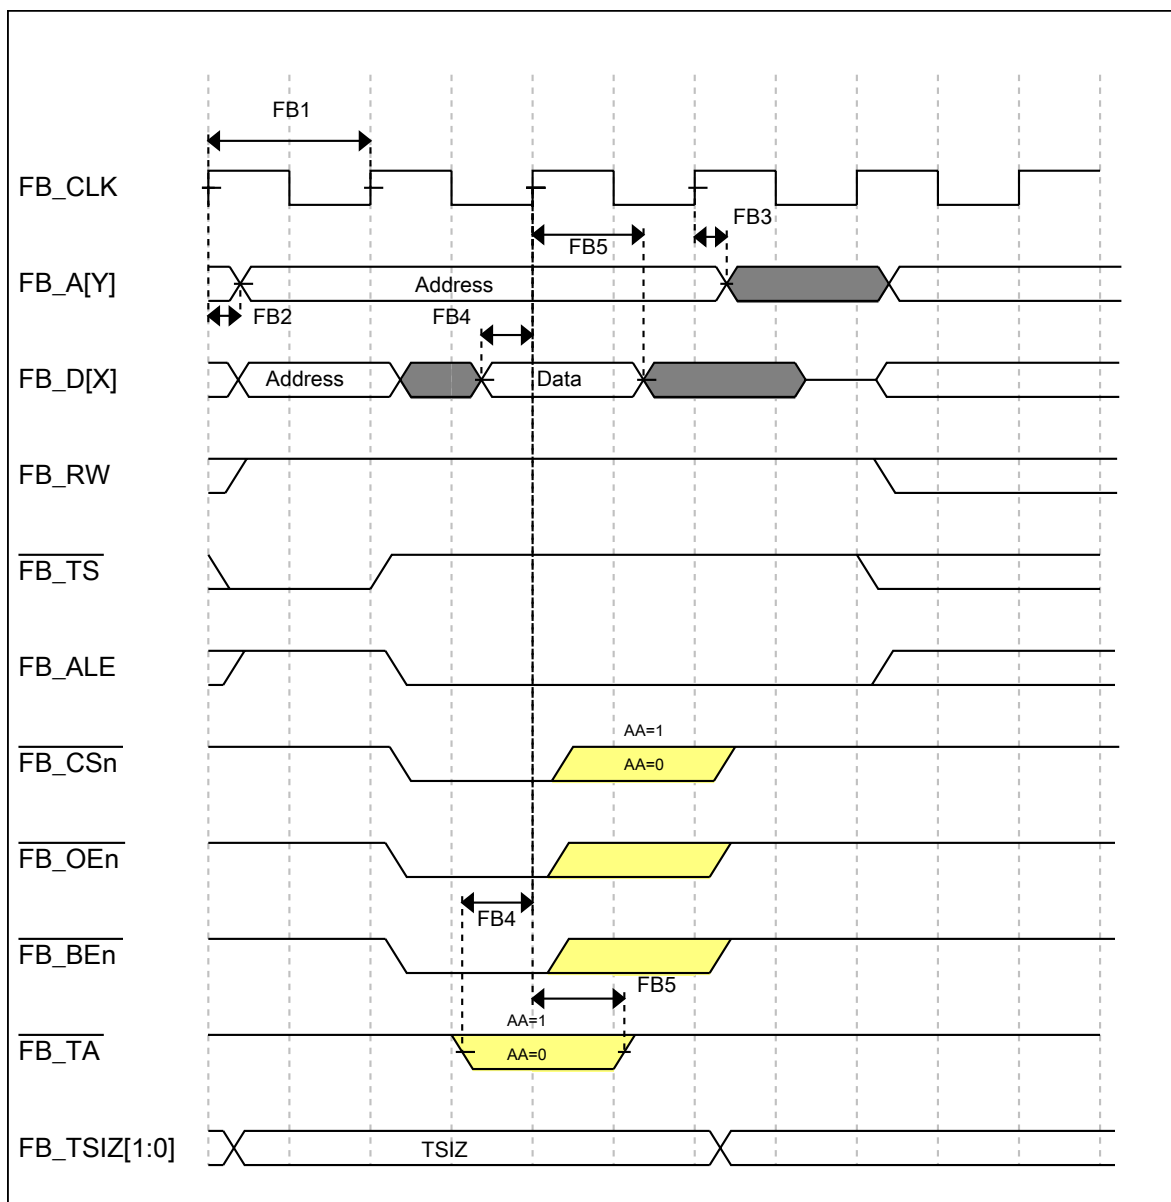 FB1
FB_CLK
FB3
FB5
FB_A[Y]
Address
FB2
FB4
FB_D[X]
Address
Data
FB_RW
FB_TS
FB_ALE
AA=1
FB_CSn
AA=0
FB_OEn
FB4
FB_BEn
FB5
AA=1
FB_TA
AA=0
FB_TSIZ[1:0]
TSIZ